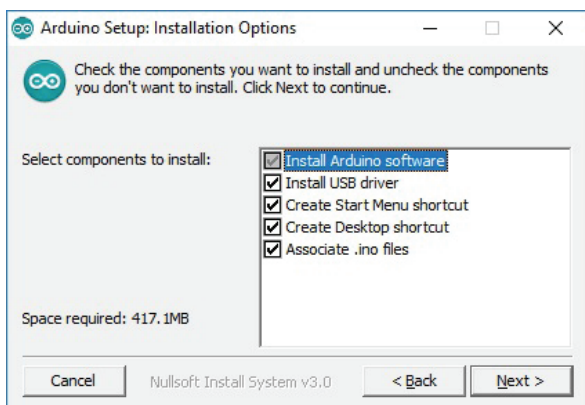 Arduino Setup: Installation Options
Check the components you want to install and uncheck the components
you don't want to install. Click Next to continue.
Select components to install:
Install Arduino software
Install USB driver
Create Start Menu shortcut
Create Desktop shortcut
Associate .ino files
Space required: 417.1MB
Cancel
Nullsoft Install System v3.0
< Back
Next >